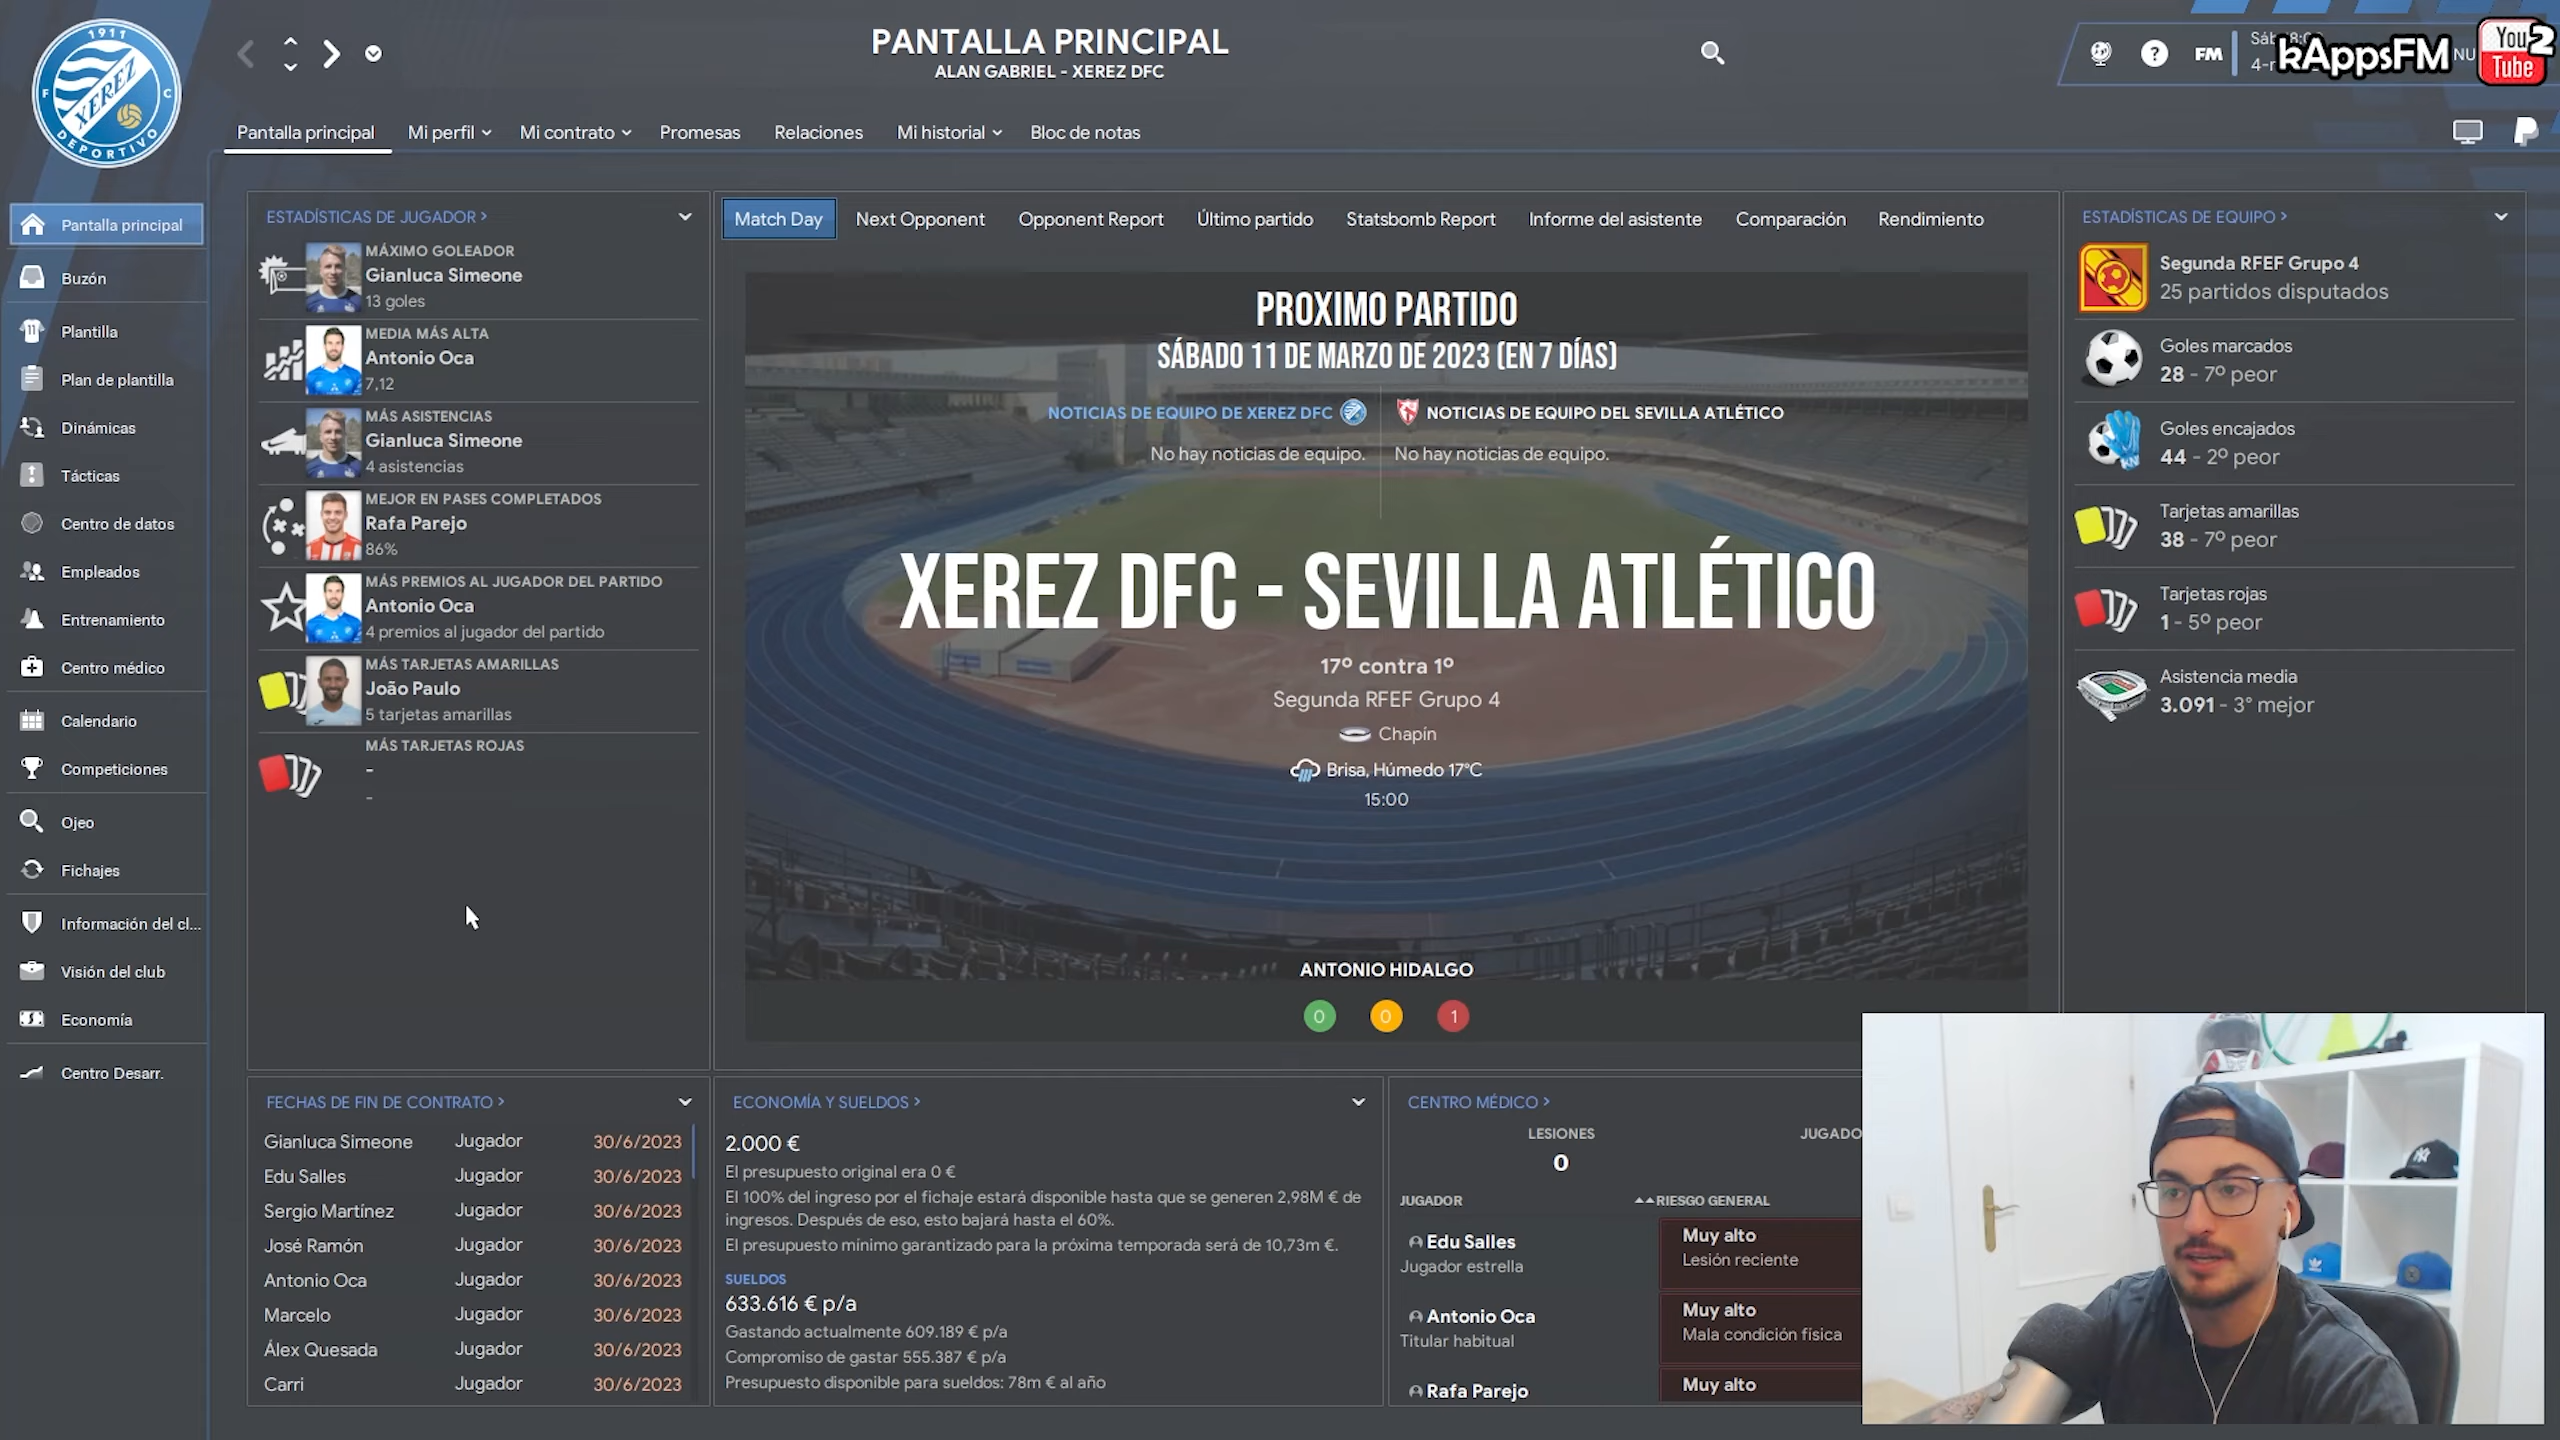 1911
XEREZ
F C
DEPORTIVO
PANTALLA PRINCIPAL
ALAN GABRIEL - XEREZ DFC
FM
kAppsFM
You
Tube
2
Pantalla principal
Mi perfil
Mi contrato
Promesas
Relaciones
Mi historial
Bloc de notas
Pantalla principal
Buzón
Plantilla
Plan de plantilla
Dinámicas
Tácticas
Centro de datos
Empleados
Entrenamiento
Centro médico
Calendario
Competiciones
Ojeo
Fichajes
Información del cl...
Visión del club
Economía
Centro Desarr.
ESTADÍSTICAS DE JUGADOR >
MÁXIMO GOLEADOR
Gianluca Simeone
13 goles
MEDIA MÁS ALTA
Antonio Oca
7,12
MÁS ASISTENCIAS
Gianluca Simeone
4 asistencias
MEJOR EN PASES COMPLETADOS
Rafa Parejo
86%
MÁS PREMIOS AL JUGADOR DEL PARTIDO
Antonio Oca
4 premios al jugador del partido
MÁS TARJETAS AMARILLAS
João Paulo
5 tarjetas amarillas
MÁS TARJETAS ROJAS
-
-
Match Day
Next Opponent
Opponent Report
Último partido
Statsbomb Report
Informe del asistente
Comparación
Rendimiento
PROXIMO PARTIDO
SÁBADO 11 DE MARZO DE 2023 (EN 7 DÍAS)
NOTICIAS DE EQUIPO DE XEREZ DFC
NOTICIAS DE EQUIPO DEL SEVILLA ATLÉTICO
No hay noticias de equipo.
No hay noticias de equipo.
XEREZ DFC - SEVILLA ATLÉTICO
17º contra 1º
Segunda RFEF Grupo 4
Chapín
Brisa, Húmedo 17°C
15:00
ANTONIO HIDALGO
0 0 1
ESTADÍSTICAS DE EQUIPO >
Segunda RFEF Grupo 4
25 partidos disputados
Goles marcados
28 - 7º peor
Goles encajados
44 - 2º peor
Tarjetas amarillas
38 - 7º peor
Tarjetas rojas
1 - 5º peor
Asistencia media
3.091 - 3° mejor
FECHAS DE FIN DE CONTRATO >
Gianluca Simeone Jugador 30/6/2023
Edu Salles Jugador 30/6/2023
Sergio Martínez Jugador 30/6/2023
José Ramón Jugador 30/6/2023
Antonio Oca Jugador 30/6/2023
Marcelo Jugador 30/6/2023
Álex Quesada Jugador 30/6/2023
Carri Jugador 30/6/2023
ECONOMÍA Y SUELDOS >
2.000 €
El presupuesto original era 0 €
El 100% del ingreso por el fichaje estará disponible hasta que se generen 2,98M € de
ingresos. Después de eso, esto bajará hasta el 60%.
El presupuesto mínimo garantizado para la próxima temporada será de 10,73m €.
SUELDOS
633.616 € p/a
Gastando actualmente 609.189 € p/a
Compromiso de gastar 555.387 € p/a
Presupuesto disponible para sueldos: 78m € al año
CENTRO MÉDICO >
LESIONES JUGADO
0
JUGADOR RIESGO GENERAL
Edu Salles
Jugador estrella
Muy alto
Lesión reciente
Antonio Oca
Titular habitual
Muy alto
Mala condición física
Rafa Parejo
Muy alto